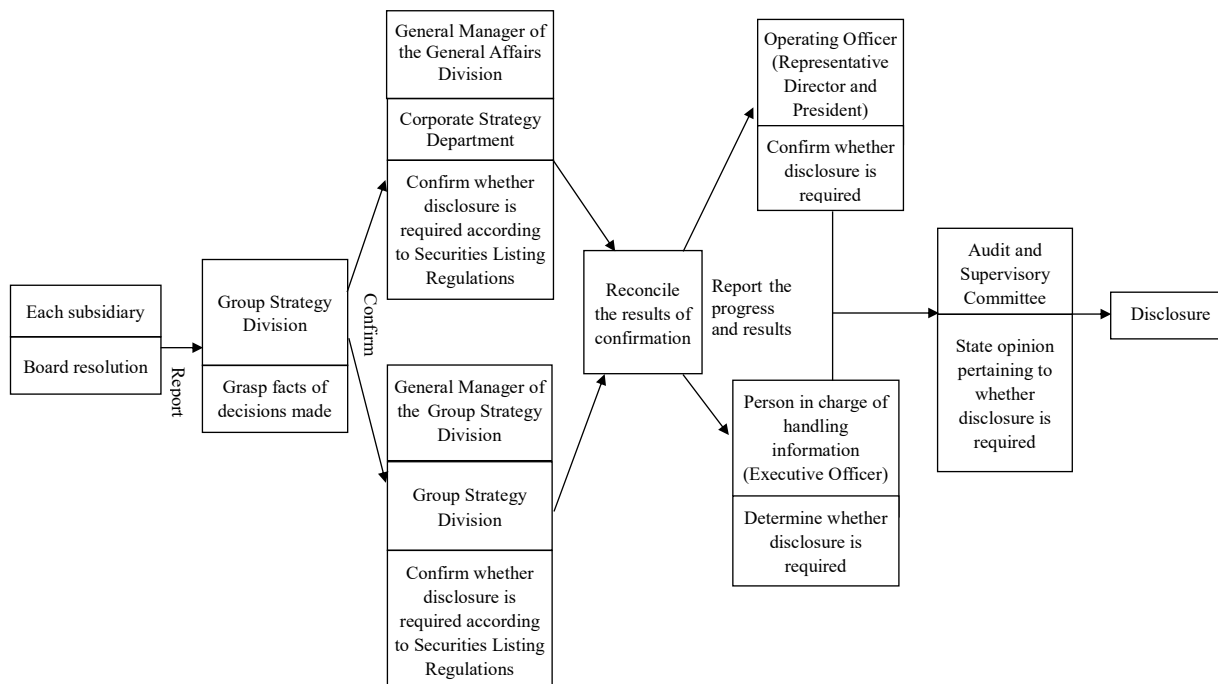 Each subsidiary
Board resolution
Report
Group Strategy
Division
Grasp facts of
decisions made
Confirm
General Manager of
the General Affairs
Division
Corporate Strategy
Department
Confirm whether
disclosure is
required according
to Securities Listing
Regulations
General Manager of
the Group Strategy
Division
Group Strategy
Division
Confirm whether
disclosure is
required according
to Securities Listing
Regulations
Reconcile
the results of
confirmation
Report the
progress
and results
Operating Officer
(Representative
Director and
President)
Confirm whether
disclosure is
required
Person in charge of
handling
information
(Executive Officer)
Determine whether
disclosure is
required
Audit and
Supervisory
Committee
State opinion
pertaining to
whether
disclosure is
required
Disclosure